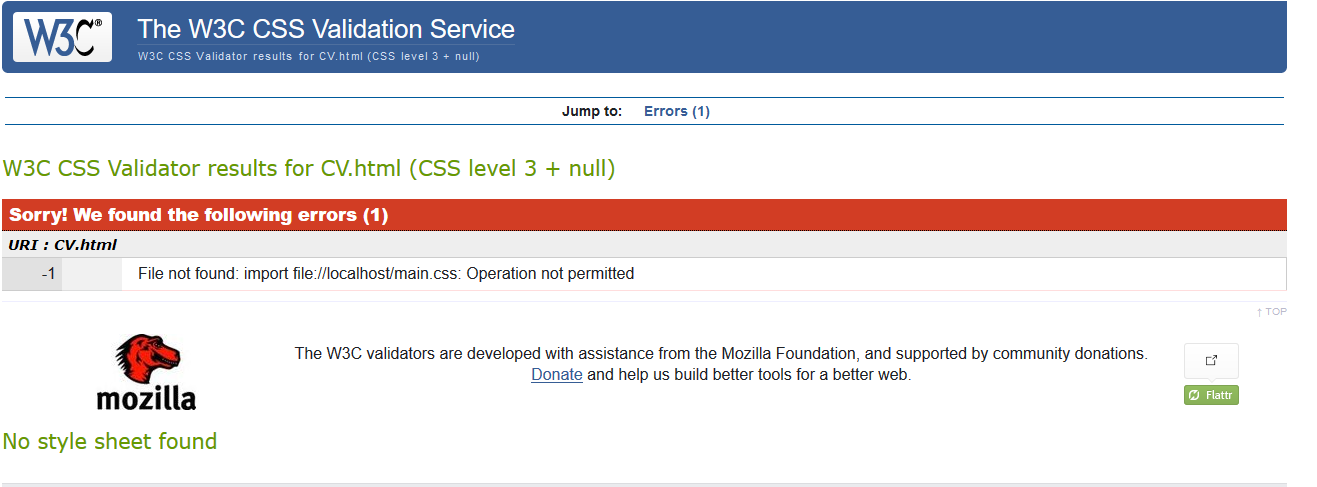 W3C®
The W3C CSS Validation Service
W3C CSS Validator results for CV.html (CSS level 3 + null)
Jump to: Errors (1)
W3C CSS Validator results for CV.html (CSS level 3 + null)
Sorry! We found the following errors (1)
URI : CV.html
-1 File not found: import file://localhost/main.css: Operation not permitted
↑ TOP
mozilla
The W3C validators are developed with assistance from the Mozilla Foundation, and supported by community donations.
Donate and help us build better tools for a better web.
Flattr
No style sheet found